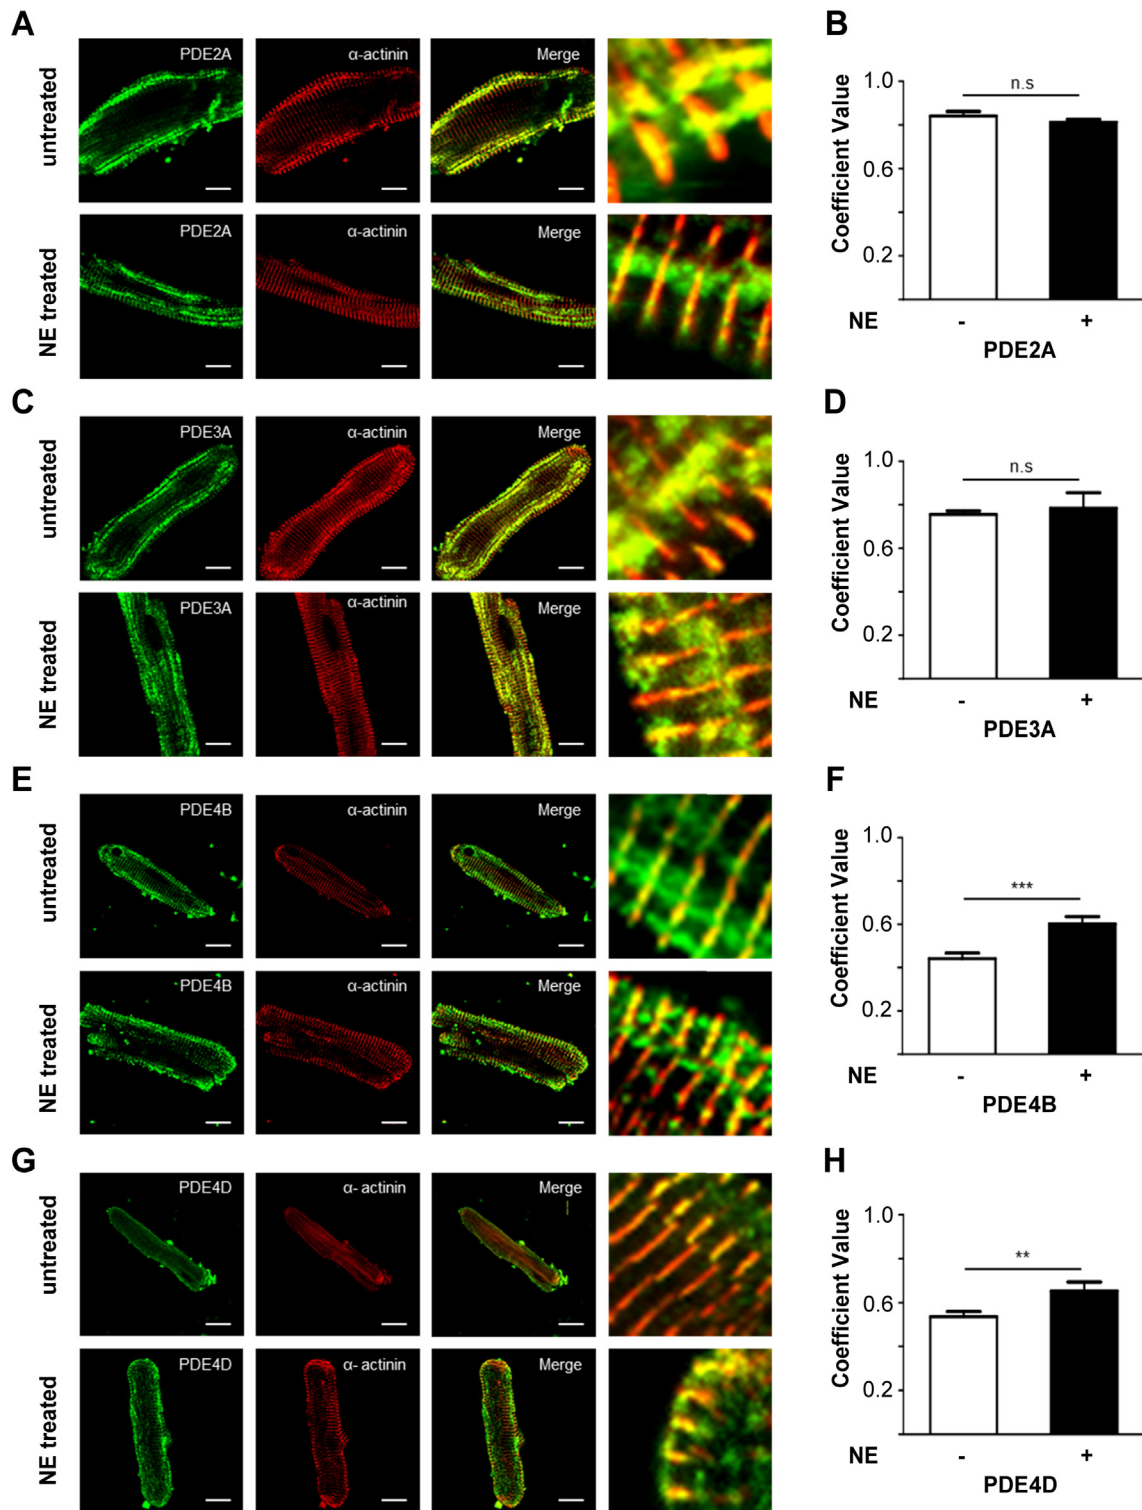 A
untreated
PDE2A
α-actinin
Merge
NE treated
PDE2A
α-actinin
Merge
B
Coefficient Value
1.0
0.6
0.2
n.s
NE - +
PDE2A
C
untreated
PDE3A
α-actinin
Merge
NE treated
PDE3A
α-actinin
Merge
D
Coefficient Value
1.0
0.6
0.2
n.s
NE - +
PDE3A
E
untreated
PDE4B
α-actinin
Merge
NE treated
PDE4B
α-actinin
Merge
F
Coefficient Value
1.0
0.6
0.2
***
NE - +
PDE4B
G
untreated
PDE4D
α- actinin
Merge
NE treated
PDE4D
α- actinin
Merge
H
Coefficient Value
1.0
0.6
0.2
**
NE - +
PDE4D